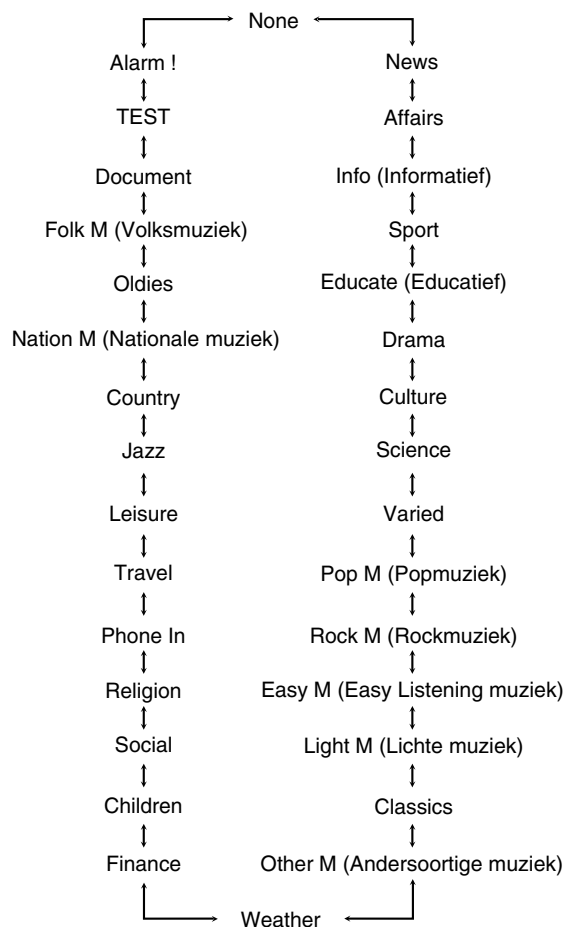 None
Alarm !
News
TEST
Affairs
Document
Info (Informatief)
Folk M (Volksmuziek)
Sport
Oldies
Educate (Educatief)
Nation M (Nationale muziek)
Drama
Country
Culture
Jazz
Science
Leisure
Varied
Travel
Pop M (Popmuziek)
Phone In
Rock M (Rockmuziek)
Religion
Easy M (Easy Listening muziek)
Social
Light M (Lichte muziek)
Children
Classics
Finance
Other M (Andersoortige muziek)
Weather